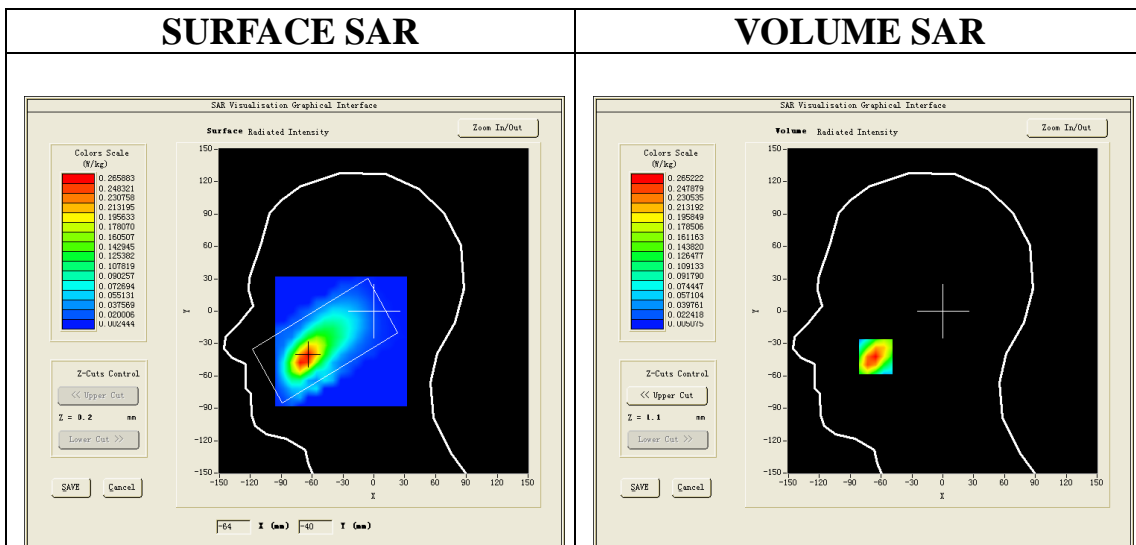 SURFACE SAR
VOLUME SAR
SAR Visualisation Graphical Interface
Surface Radiated Intensity
Zoom In/Out
Colors Scale
(W/kg)
0.265883
0.248321
0.230758
0.213195
0.195633
0.178070
0.160507
0.142945
0.125382
0.107819
0.090257
0.072694
0.055131
0.037569
0.020006
0.002444
Z-Cuts Control
<< Upper Cut
Z = 0.2 mm
Lower Cut >>
SAVE Cancel
150
120
90
60
30
0
-30
-60
-90
-120
-150
Y
-150 -120 -90 -60 -30 0 30 60 90 120 150
X
-64 X (mm) -40 Y (mm)
SAR Visualisation Graphical Interface
Volume Radiated Intensity
Zoom In/Out
Colors Scale
(W/kg)
0.265222
0.247879
0.230535
0.213192
0.195849
0.178506
0.161163
0.143820
0.126477
0.109133
0.091790
0.074447
0.057104
0.039761
0.022418
0.005075
Z-Cuts Control
<< Upper Cut
Z = 1.1 mm
Lower Cut >>
SAVE Cancel
150
120
90
60
30
0
-30
-60
-90
-120
-150
Y
-150 -120 -90 -60 -30 0 30 60 90 120 150
X